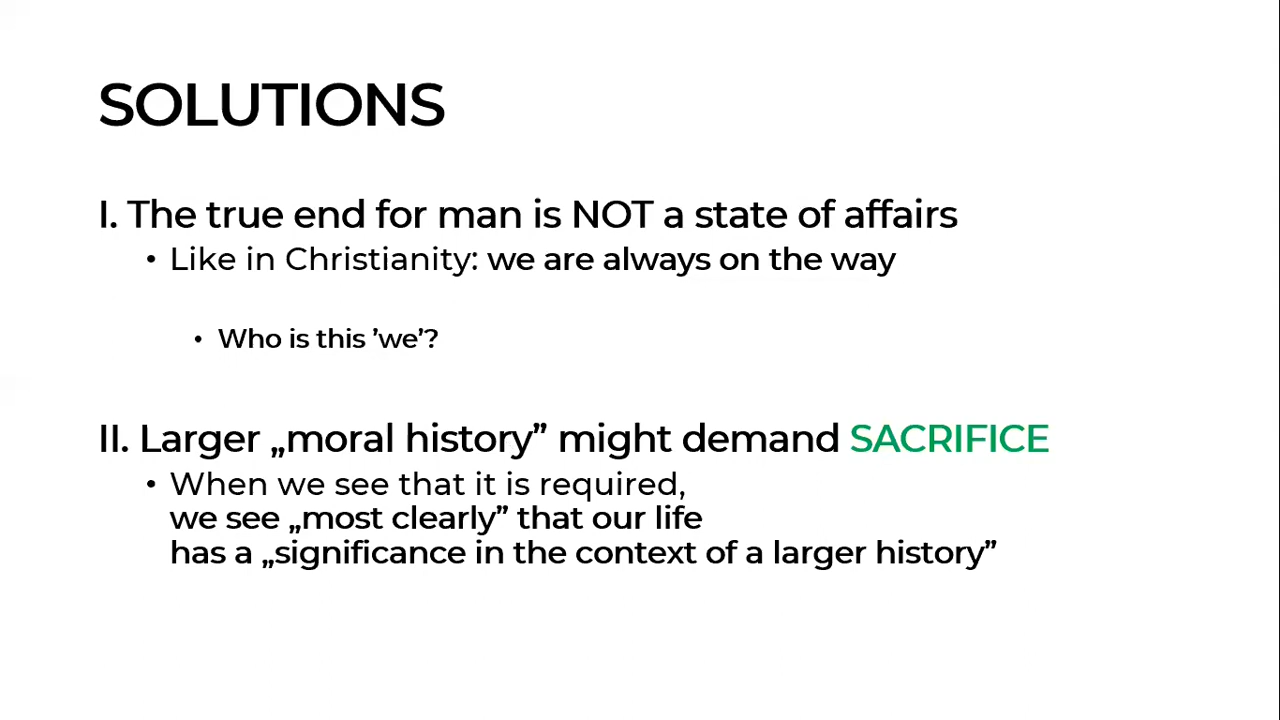 SOLUTIONS
I. The true end for man is NOT a state of affairs
• Like in Christianity: we are always on the way
• Who is this ’we’?
II. Larger „moral history” might demand SACRIFICE
• When we see that it is required,
we see „most clearly” that our life
has a „significance in the context of a larger history”